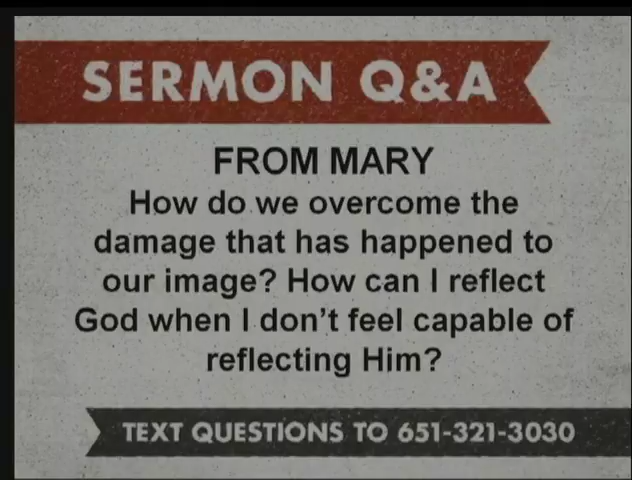 SERMON Q&A
FROM MARY
How do we overcome the
damage that has happened to
our image? How can I reflect
God when I don't feel capable of
reflecting Him?
TEXT QUESTIONS TO 651-321-3030